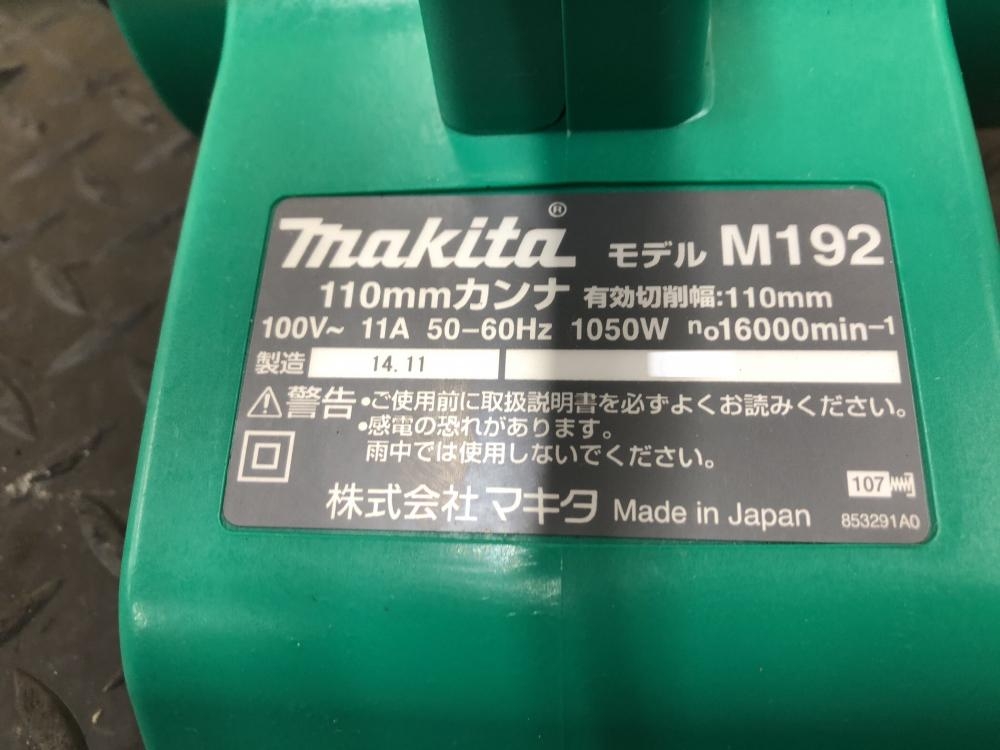 makita® モデル M192
110mmカンナ 有効切削幅:110mm
100V~ 11A 50-60Hz 1050W n₀16000min⁻¹
製造 14.11
警告 •ご使用前に取扱説明書を必ずよくお読みください。
•感電の恐れがあります。
雨中では使用しないでください。
107
株式会社マキタ Made in Japan 853291A0